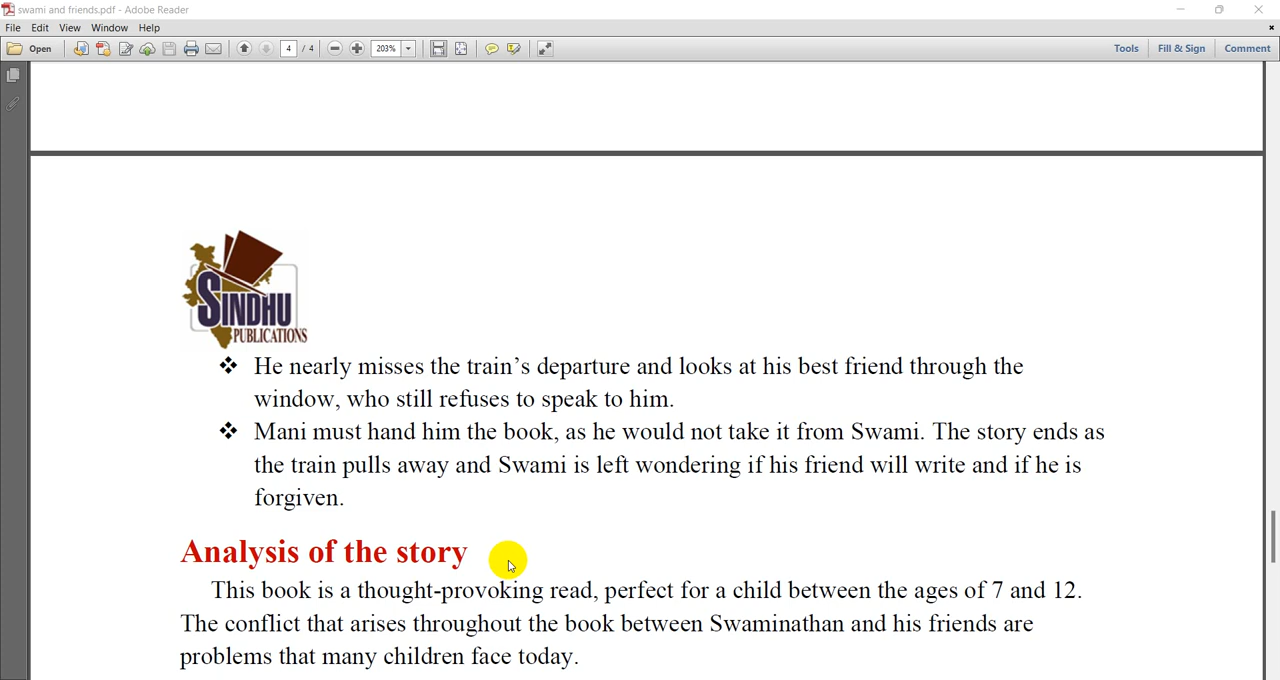 swami and friends.pdf - Adobe Reader
File Edit View Window Help
Open 4 / 4 203% Tools Fill & Sign Comment
SINDHU
PUBLICATIONS
❖ He nearly misses the train’s departure and looks at his best friend through the
window, who still refuses to speak to him.
❖ Mani must hand him the book, as he would not take it from Swami. The story ends as
the train pulls away and Swami is left wondering if his friend will write and if he is
forgiven.
Analysis of the story
This book is a thought-provoking read, perfect for a child between the ages of 7 and 12.
The conflict that arises throughout the book between Swaminathan and his friends are
problems that many children face today.